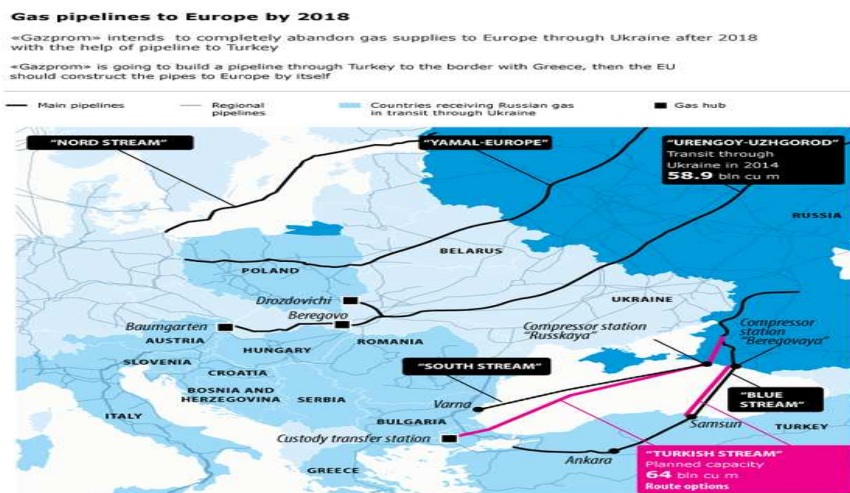 Gas pipelines to Europe by 2018
«Gazprom» intends to completely abandon gas supplies to Europe through Ukraine after 2018
with the help of pipeline to Turkey
«Gazprom» is going to build a pipeline through Turkey to the border with Greece, then the EU
should construct the pipes to Europe by itself
Main pipelines
Regional
pipelines
Countries receiving Russian gas
in transit through Ukraine
Gas hub
"NORD STREAM"
"YAMAL-EUROPE"
"URENGOY-UZHGOROD"
Transit through
Ukraine in 2014
58.9 bln cu m
RUSSIA
BELARUS
POLAND
Drozdovichi
UKRAINE
Beregovo
Baumgarten
AUSTRIA
Compressor station
"Russkaya"
Compressor
station
"Beregovaya"
ROMANIA
HUNGARY
SLOVENIA
CROATIA
"SOUTH STREAM"
BOSNIA AND
HERZEGOVINA
SERBIA
"BLUE
STREAM"
Varna
ITALY
BULGARIA
Samsun
TURKEY
Custody transfer station
Ankara
GREECE
"TURKISH STREAM"
Planned capacity
64 bln cu m
Route options